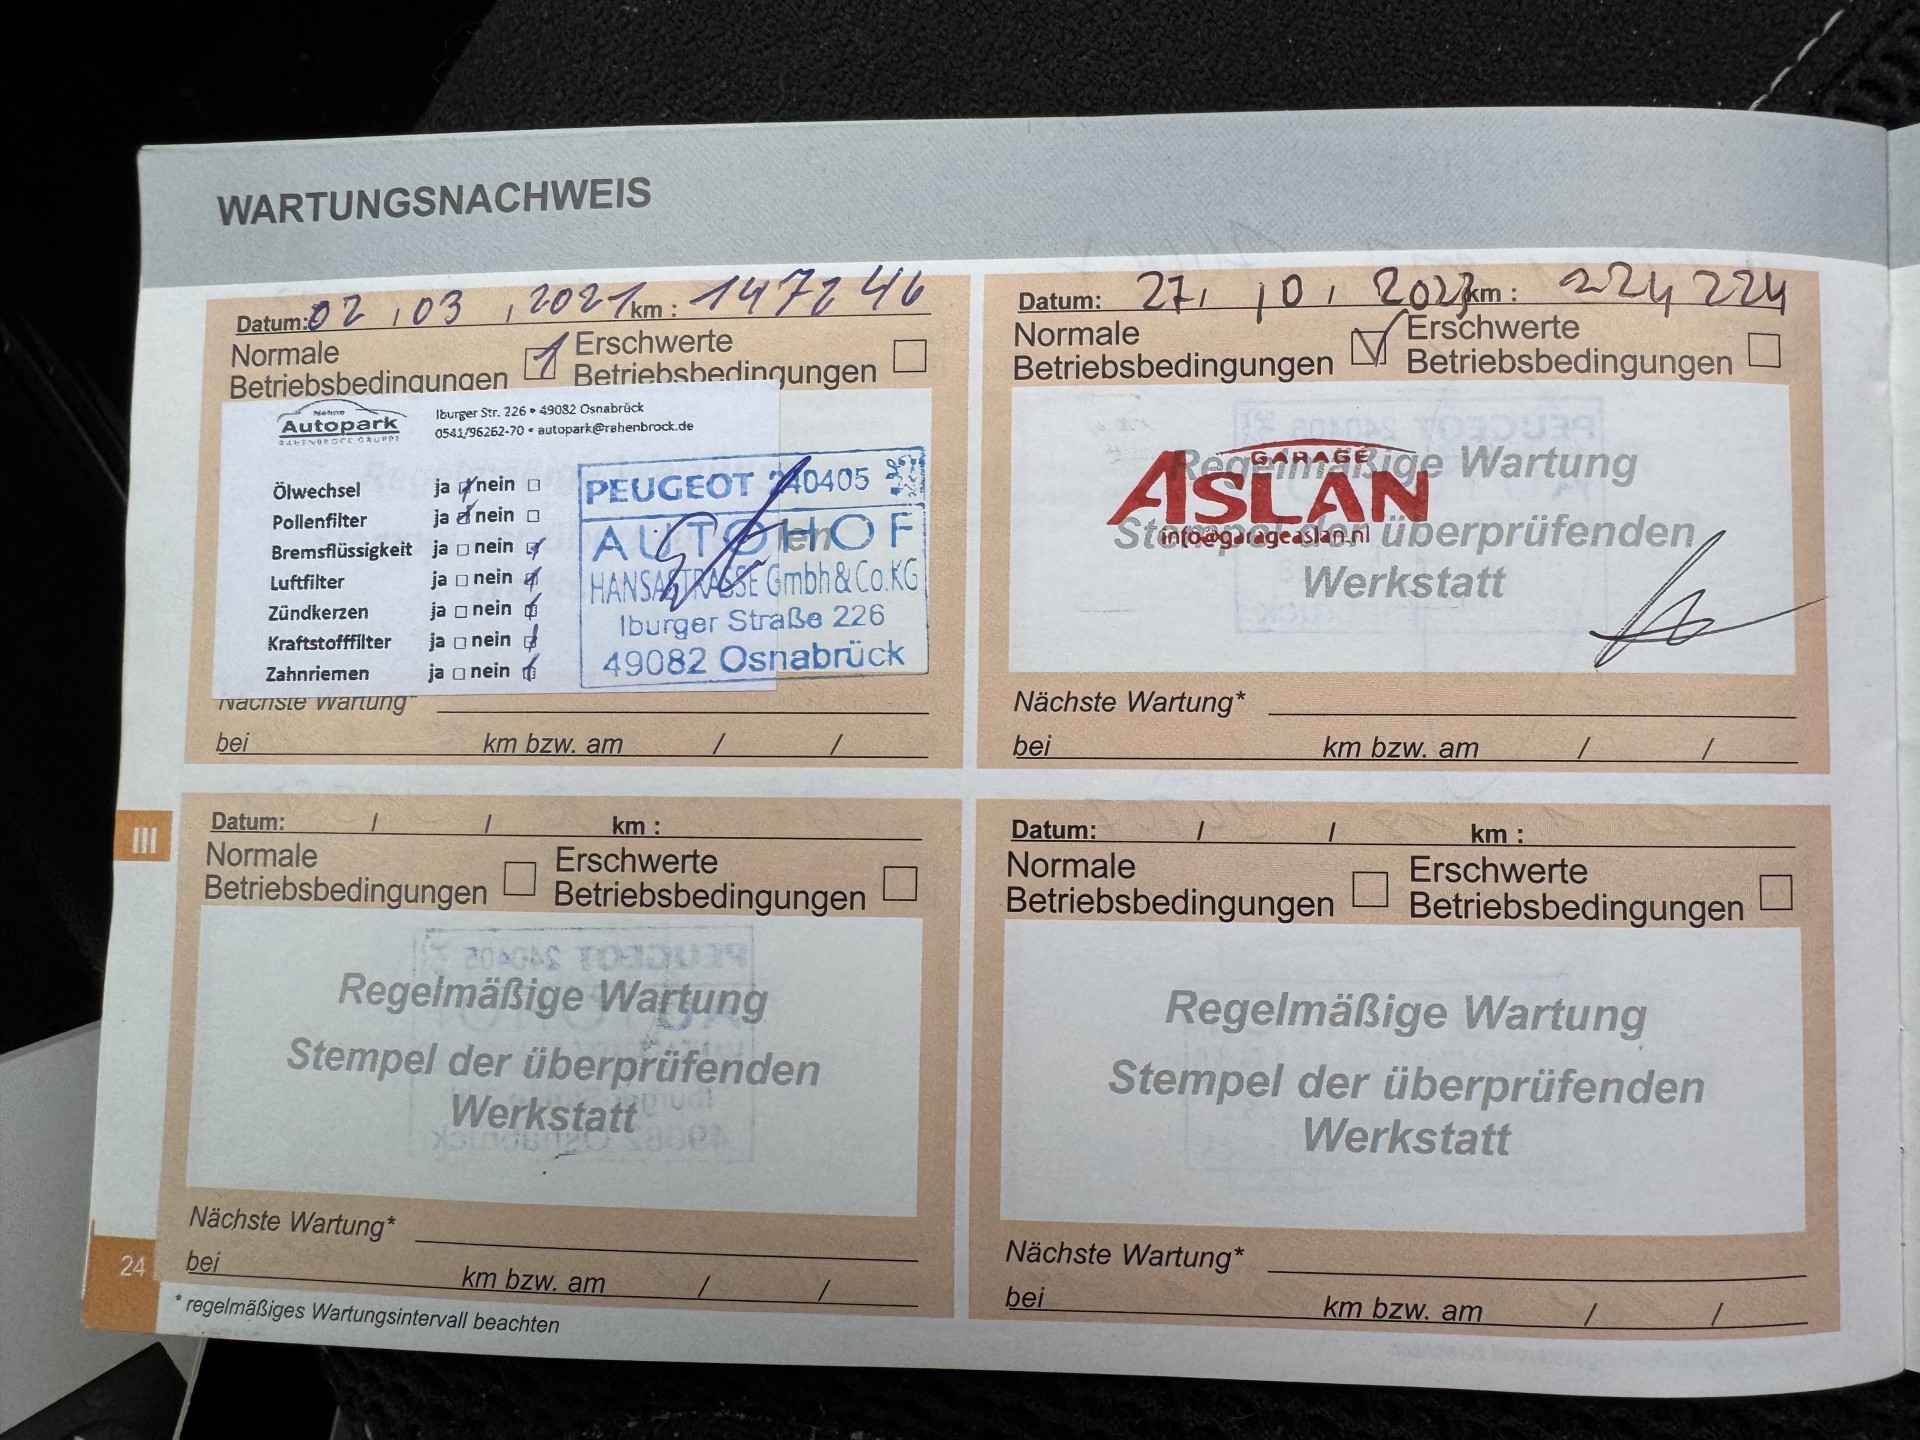 WARTUNGSNACHWEIS
Datum: 02 / 03 / 2021 km : 147246
Normale Betriebsbedingungen
Erschwerte Betriebsbedingungen
Nahne
Autopark
RAHENBROCK GRUPPE
Iburger Str. 226 • 49082 Osnabrück
0541/96262-70 • autopark@rahenbrock.de
Ölwechsel ja nein
Pollenfilter ja nein
Bremsflüssigkeit ja nein
Luftfilter ja nein
Zündkerzen ja nein
Kraftstofffilter ja nein
Zahnriemen ja nein
PEUGEOT 240405
AUTOHOF
HANSASTRASSE Gmbh & Co.KG
Iburger Straße 226
49082 Osnabrück
Nächste Wartung*
bei km bzw. am / /
Datum: 27, 10, 2023 km : 224224
Normale Betriebsbedingungen
Erschwerte Betriebsbedingungen
Regelmäßige Wartung
Stempel der überprüfenden
Werkstatt
GARAGE
ASLAN
info@garageaslan.nl
Nächste Wartung*
bei km bzw. am / /
III
Datum: / / km :
Normale Betriebsbedingungen
Erschwerte Betriebsbedingungen
Regelmäßige Wartung
Stempel der überprüfenden
Werkstatt
Nächste Wartung*
bei km bzw. am / /
Datum: / / km :
Normale Betriebsbedingungen
Erschwerte Betriebsbedingungen
Regelmäßige Wartung
Stempel der überprüfenden
Werkstatt
Nächste Wartung*
bei km bzw. am / /
24
* regelmäßiges Wartungsintervall beachten